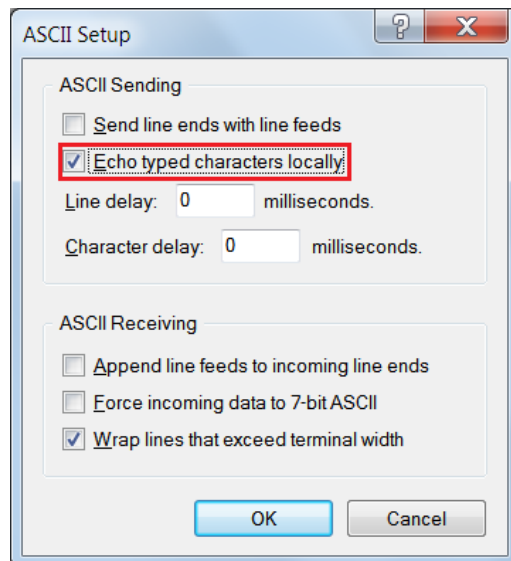 ASCII Setup
ASCII Sending
Send line ends with line feeds
Echo typed characters locally
Line delay: 0 milliseconds.
Character delay: 0 milliseconds.
ASCII Receiving
Append line feeds to incoming line ends
Force incoming data to 7-bit ASCII
Wrap lines that exceed terminal width
OK Cancel